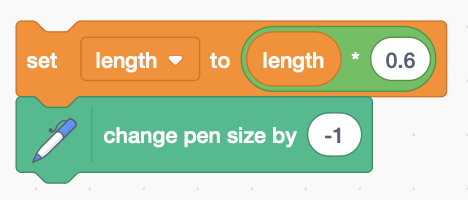 set length to length * 0.6
change pen size by -1